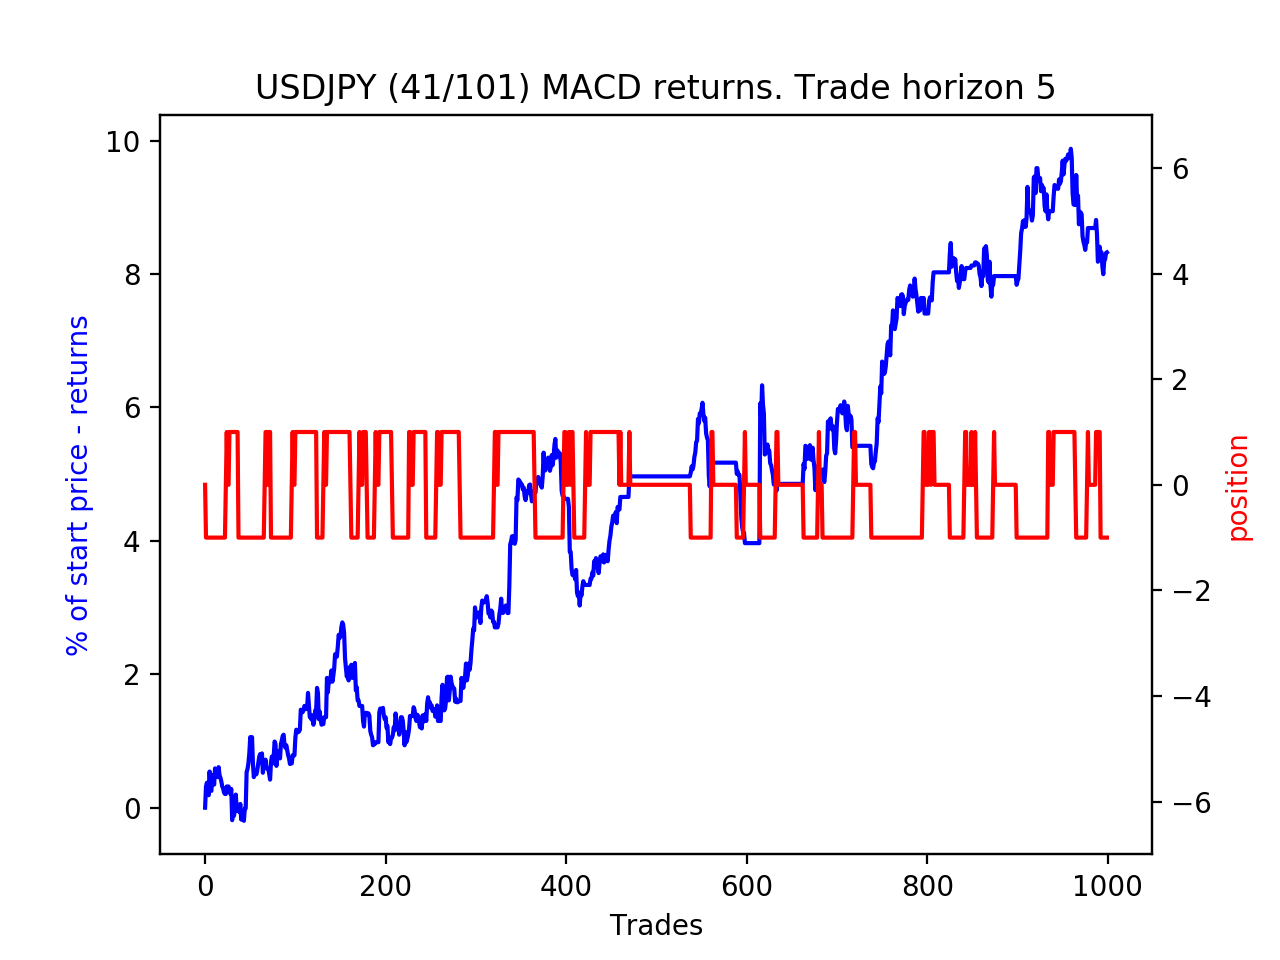 USDJPY (41/101) MACD returns. Trade horizon 5
10
8
6
4
2
0
% of start price - returns
6
4
2
0
−2
−4
−6
position
0 200 400 600 800 1000
Trades